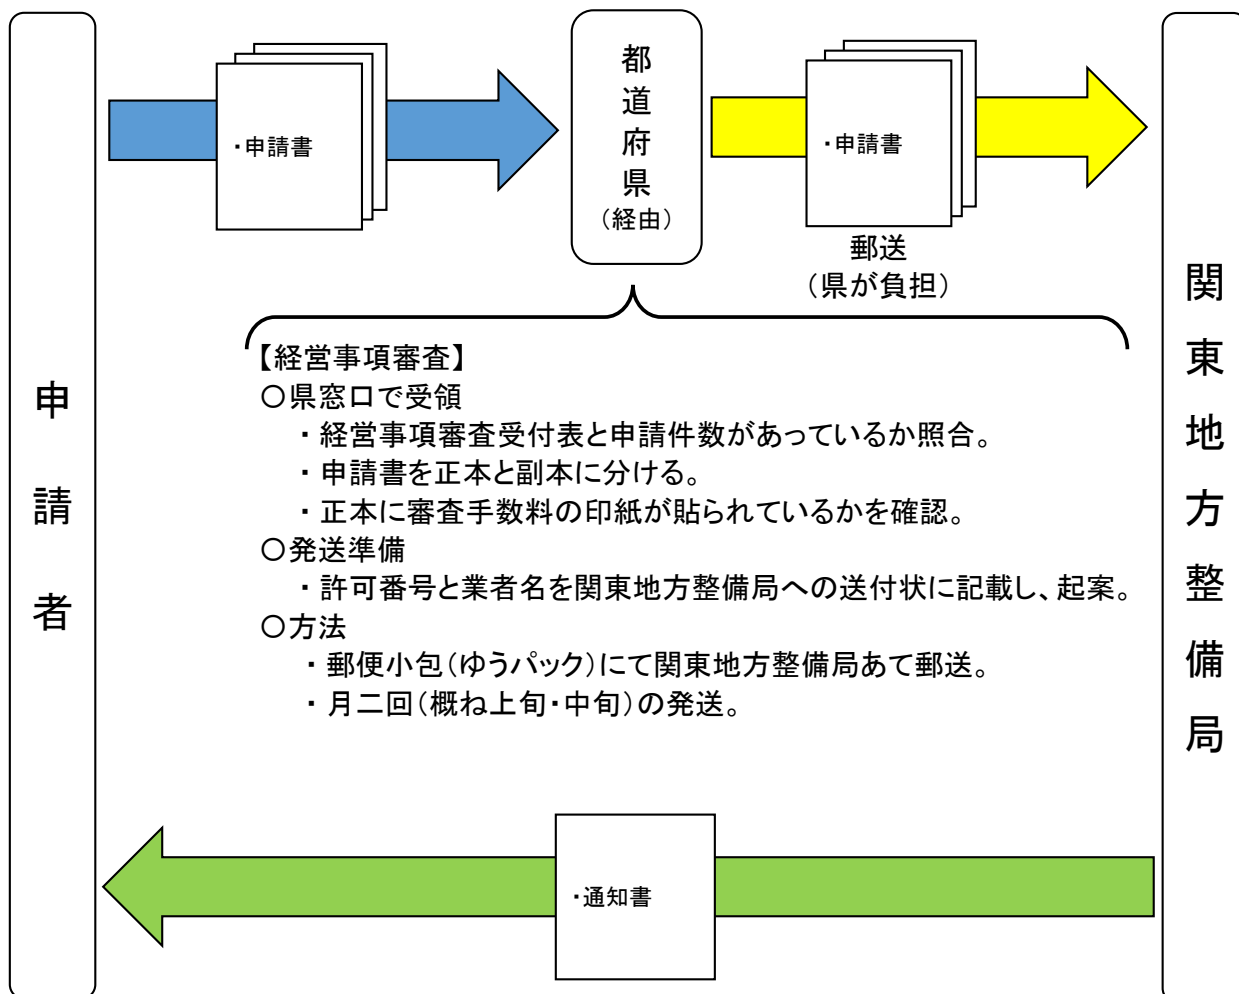 申請者
・申請書
都道府県
（経由）
・申請書
郵送
（県が負担）
関東地方整備局
【経営事項審査】
○県窓口で受領
・経営事項審査受付表と申請件数があっているか照合。
・申請書を正本と副本に分ける。
・正本に審査手数料の印紙が貼られているかを確認。
○発送準備
・許可番号と業者名を関東地方整備局への送付状に記載し、起案。
○方法
・郵便小包（ゆうパック）にて関東地方整備局あて郵送。
・月二回（概ね上旬・中旬）の発送。
・通知書